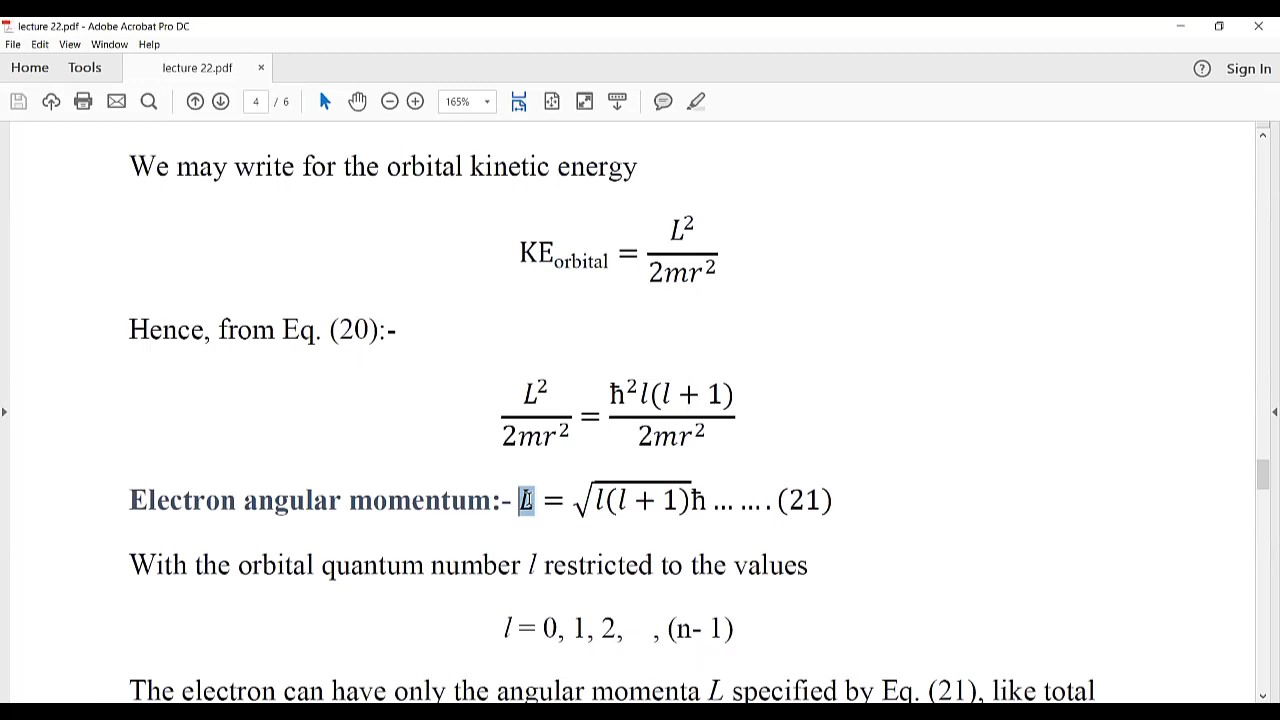 lecture 22.pdf - Adobe Acrobat Pro DC
File Edit View Window Help
Home Tools lecture 22.pdf × ? Sign In
4 / 6 165%
We may write for the orbital kinetic energy
KE_orbital = L² / 2mr²
Hence, from Eq. (20):-
L² / 2mr² = ħ²l(l + 1) / 2mr²
Electron angular momentum:- L = √l(l + 1)ħ … … . (21)
With the orbital quantum number l restricted to the values
l = 0, 1, 2, , (n- 1)
The electron can have only the angular momenta L specified by Eq. (21), like total